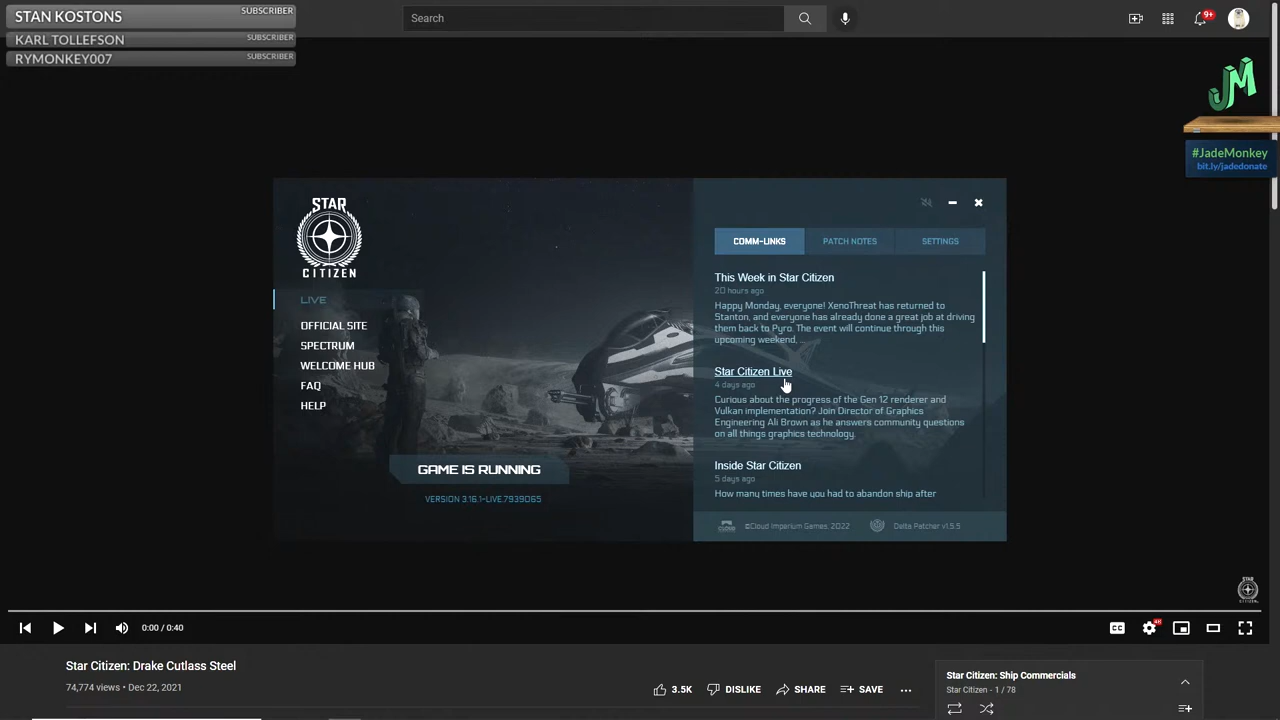 STAN KOSTONS SUBSCRIBER
KARL TOLLEFSON SUBSCRIBER
RYMONKEY007 SUBSCRIBER
Search
9+
JM
#JadeMonkey
bit.ly/jadedonate
STAR
CITIZEN
LIVE
OFFICIAL SITE
SPECTRUM
WELCOME HUB
FAQ
HELP
GAME IS RUNNING
VERSION 3.16.1-LIVE.7939065
COMM-LINKS PATCH NOTES SETTINGS
This Week in Star Citizen
20 hours ago
Happy Monday, everyone! XenoThreat has returned to
Stanton, and everyone has already done a great job at driving
them back to Pyro. The event will continue through this
upcoming weekend, ...
Star Citizen Live
4 days ago
Curious about the progress of the Gen 12 renderer and
Vulkan implementation? Join Director of Graphics
Engineering Ali Brown as he answers community questions
on all things graphics technology.
Inside Star Citizen
5 days ago
How many times have you had to abandon ship after
©Cloud Imperium Games, 2022 Delta Patcher v1.5.5
STAR
CITIZEN
0:00 / 0:40
CC
4K
Star Citizen: Drake Cutlass Steel
74,774 views • Dec 22, 2021
3.5K DISLIKE SHARE SAVE
Star Citizen: Ship Commercials
Star Citizen - 1 / 78